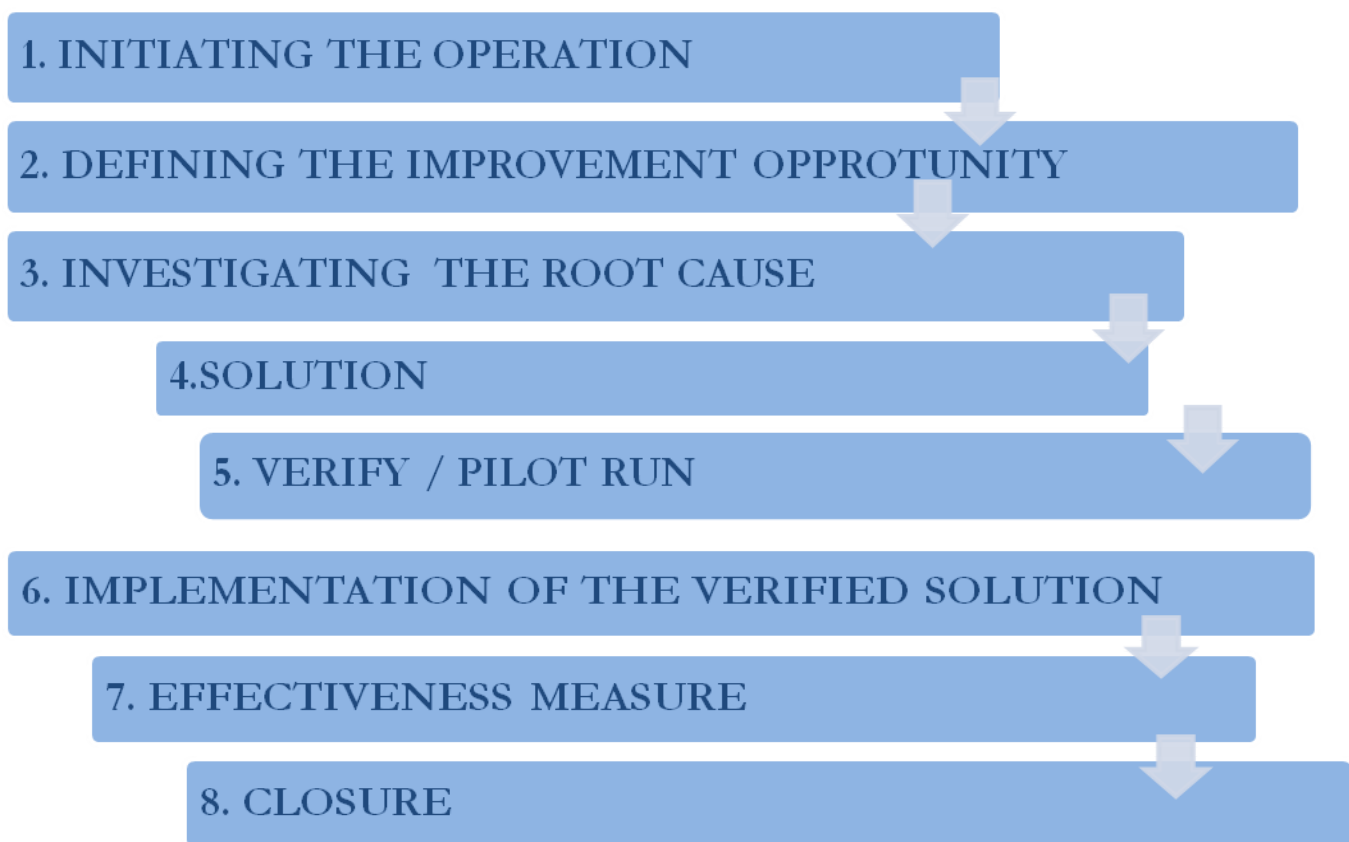 1. INITIATING THE OPERATION
2. DEFINING THE IMPROVEMENT OPPROTUNITY
3. INVESTIGATING THE ROOT CAUSE
4.SOLUTION
5. VERIFY / PILOT RUN
6. IMPLEMENTATION OF THE VERIFIED SOLUTION
7. EFFECTIVENESS MEASURE
8. CLOSURE